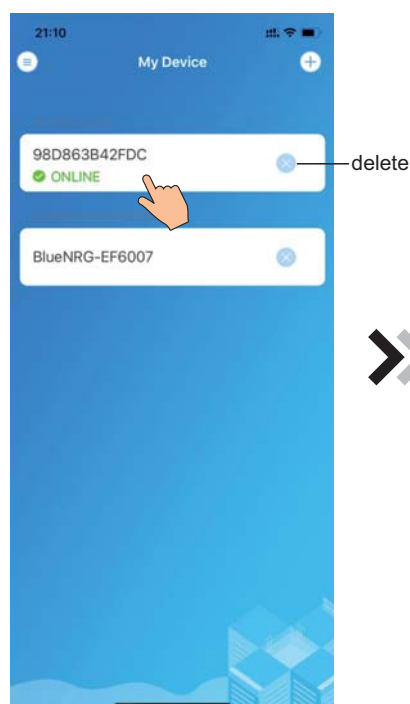 21:10
My Device
98D863B42FDC
ONLINE
delete
BlueNRG-EF6007